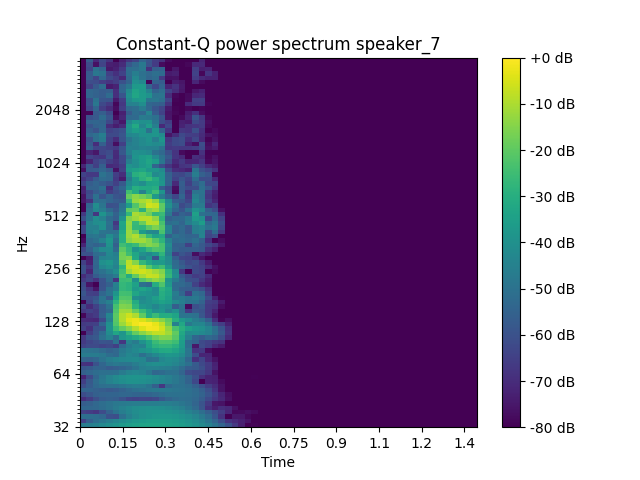 Constant-Q power spectrum speaker_7
+0 dB
2048
-10 dB
1024
-20 dB
512
-30 dB
Hz
-40 dB
256
-50 dB
128
-60 dB
64
-70 dB
32
-80 dB
0 0.15 0.3 0.45 0.6 0.75 0.9 1.1 1.2 1.4
Time